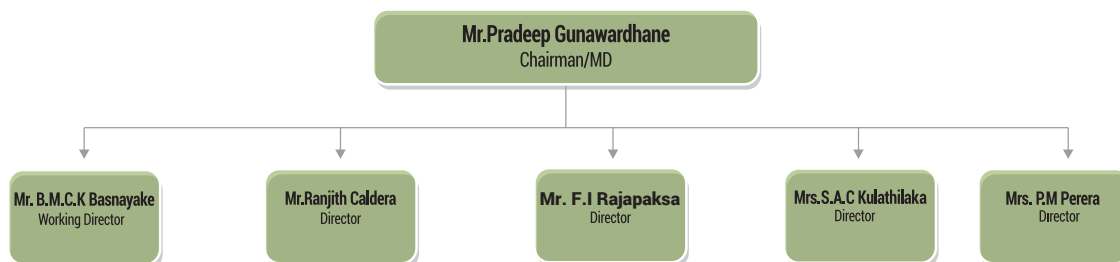 Mr.Pradeep Gunawardhane
Chairman/MD
Mr. B.M.C.K Basnayake
Working Director
Mr.Ranjith Caldera
Director
Mr. F.I Rajapaksa
Director
Mrs.S.A.C Kulathilaka
Director
Mrs. P.M Perera
Director